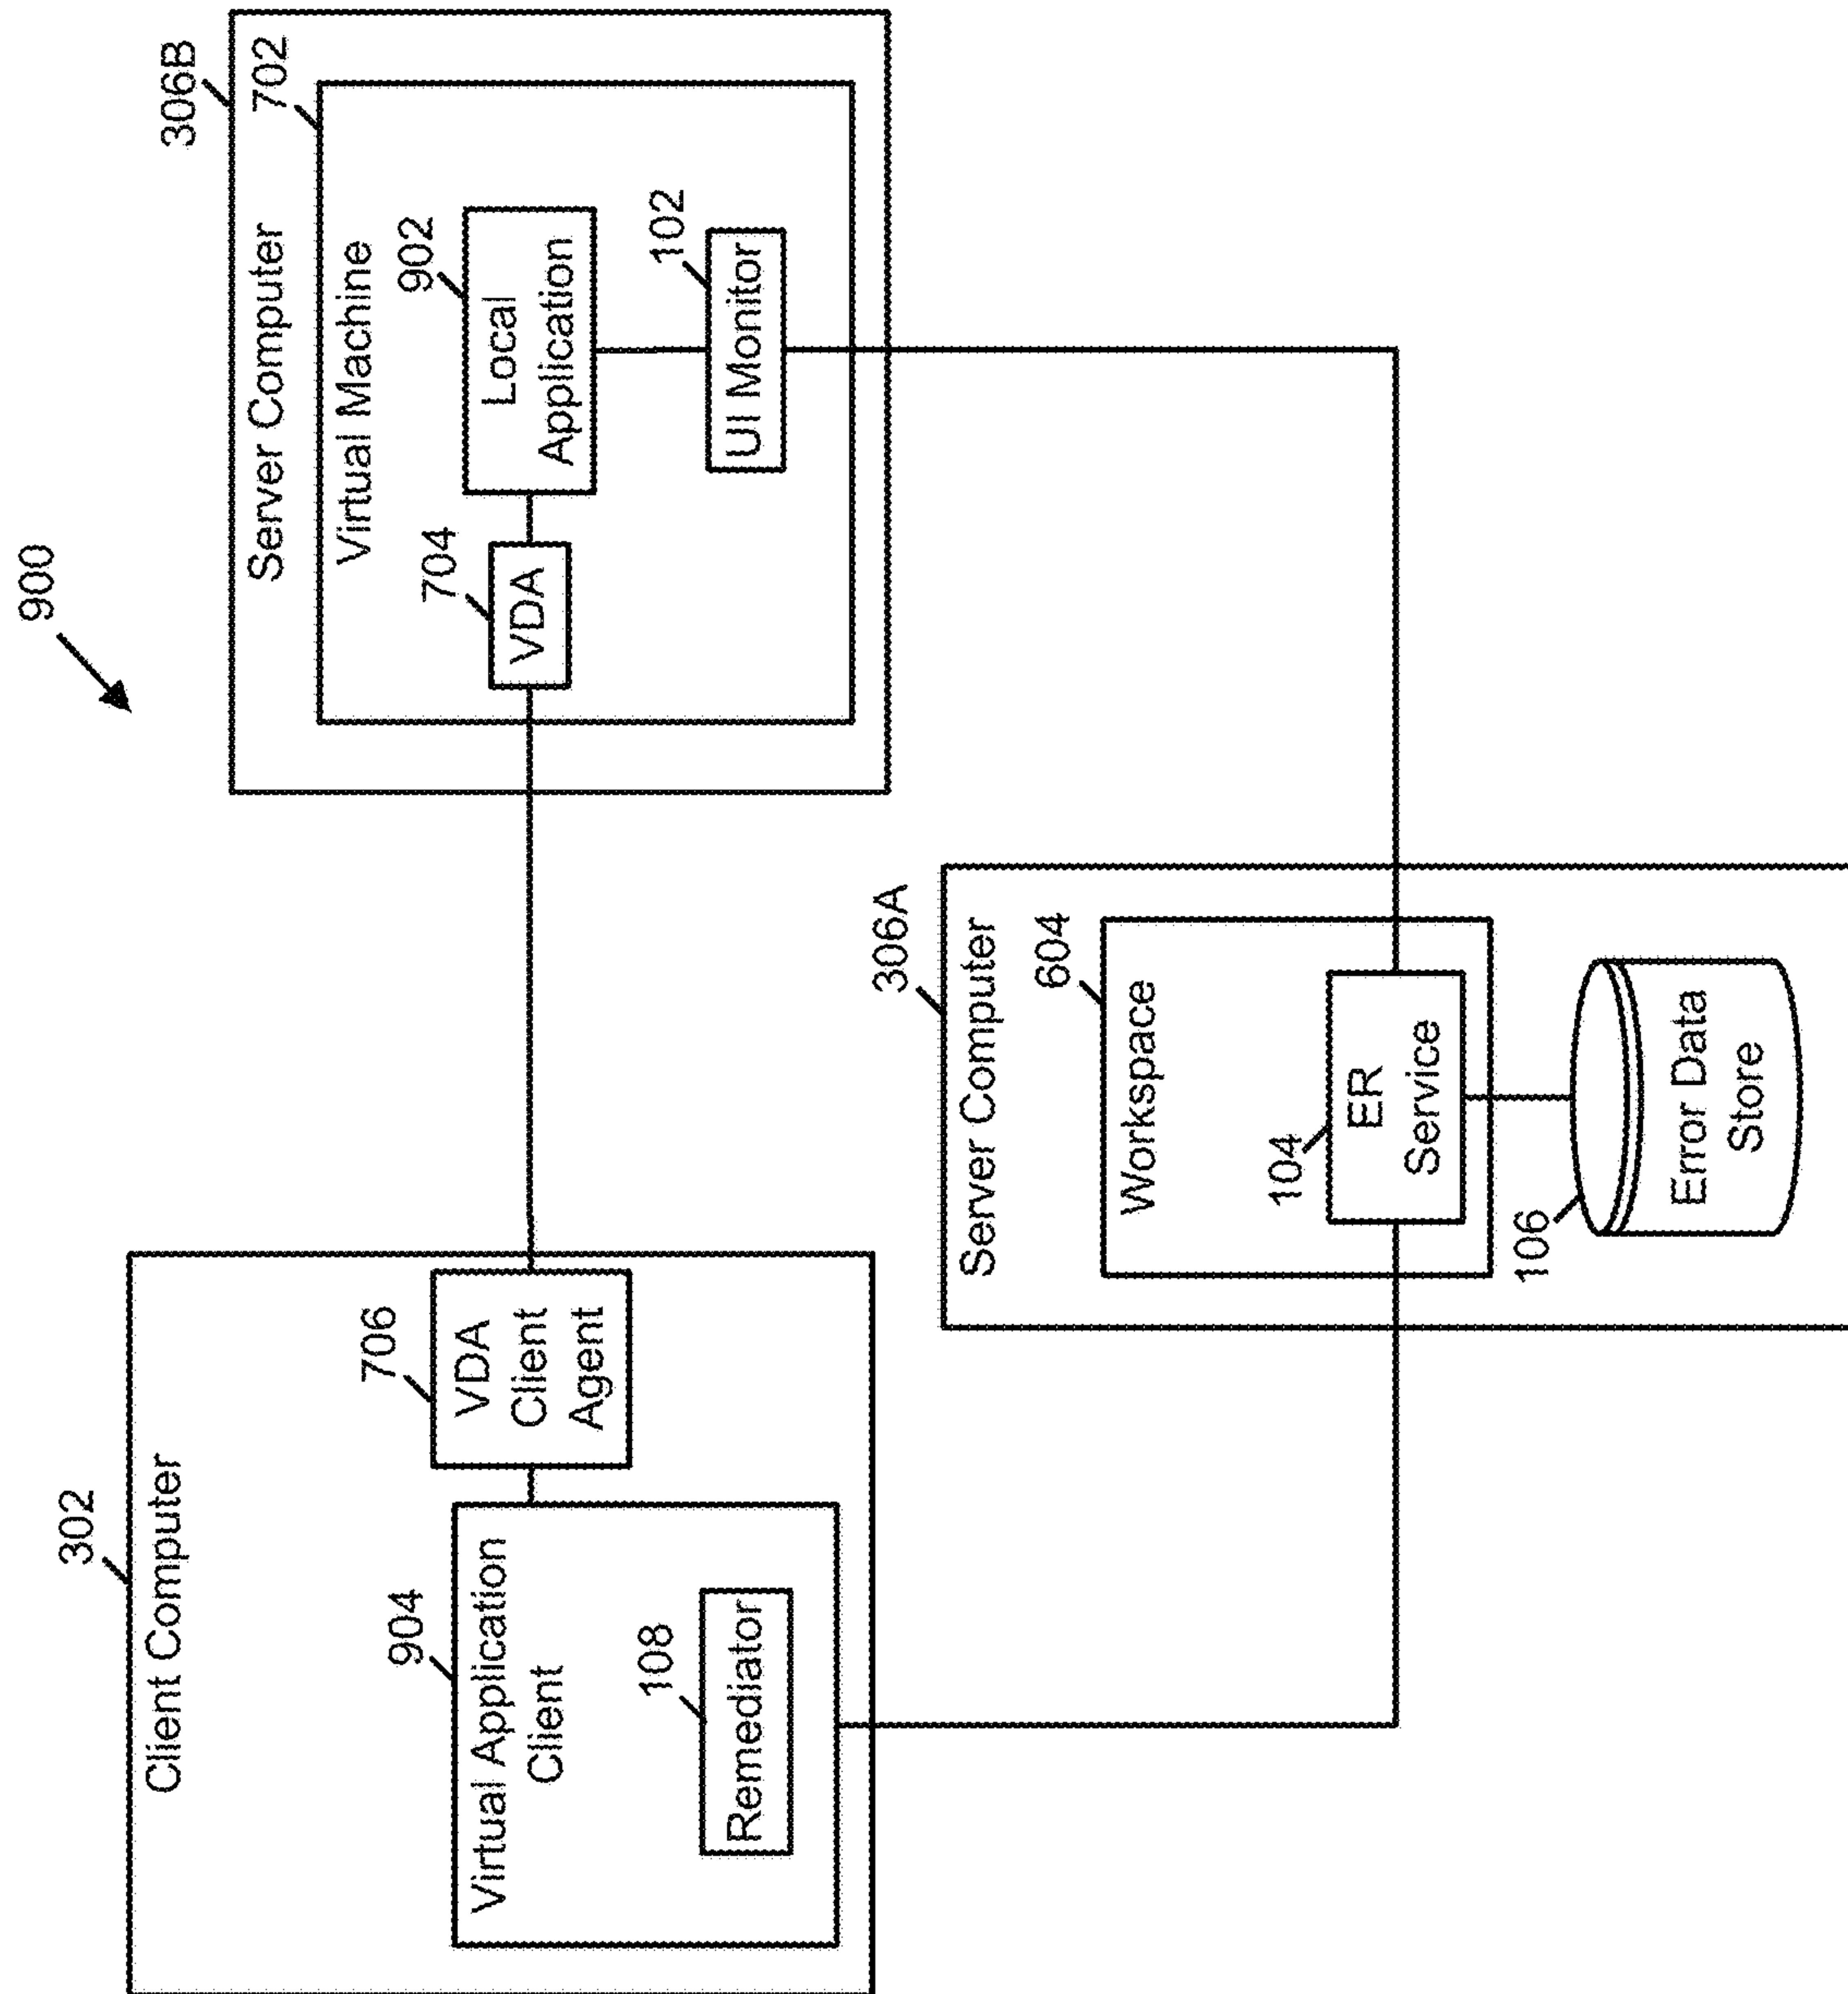 900
302
Client Computer
904
Virtual Application
Client
108
Remediator
706
VDA
Client
Agent
306B
Server Computer
702
Virtual Machine
704
VDA
902
Local
Application
102
UI Monitor
306A
Server Computer
604
Workspace
104
ER
Service
106
Error Data
Store